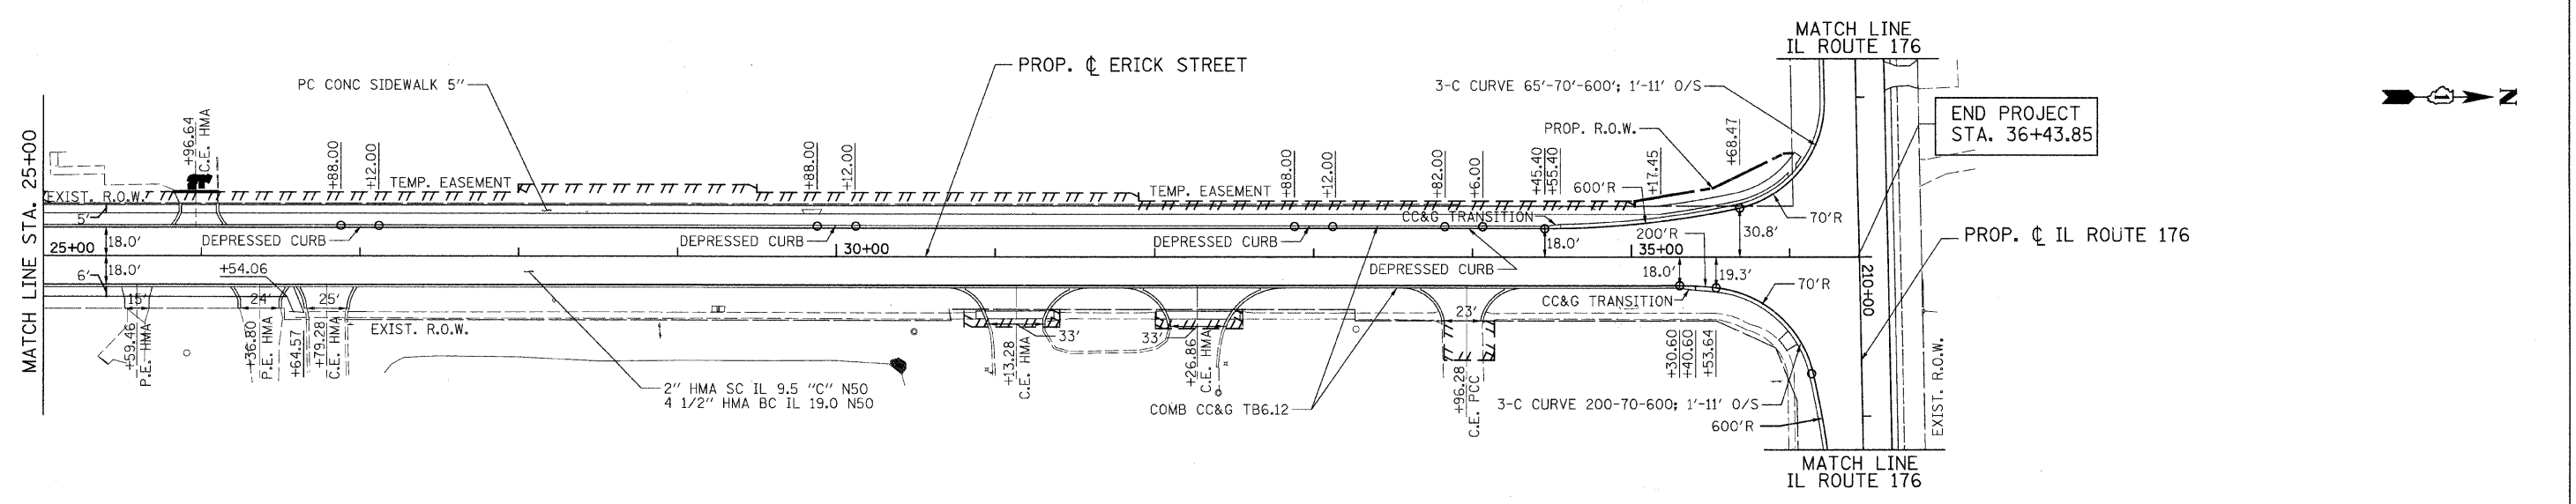 MATCH LINE
IL ROUTE 176
PROP. ℄ ERICK STREET
PC CONC SIDEWALK 5"
3-C CURVE 65'-70'-600'; 1'-11' O/S
END PROJECT
STA. 36+43.85
N
PROP. R.O.W.
MATCH LINE STA. 25+00
+96.64
C.E. HMA
+88.00
+12.00
+88.00
+12.00
+88.00
+12.00
+82.00
+6.00
+45.40
+55.40
+17.45
+68.47
TEMP. EASEMENT
TEMP. EASEMENT
600'R
EXIST. R.O.W.
5'
CC&G TRANSITION
70'R
DEPRESSED CURB
DEPRESSED CURB
DEPRESSED CURB
200'R
30.8'
PROP. ℄ IL ROUTE 176
25+00
18.0'
30+00
18.0'
35+00
18.0'
6'
+54.06
DEPRESSED CURB
18.0'
19.3'
70'R
210+00
15'
24'
25'
CC&G TRANSITION
EXIST. R.O.W.
33'
33'
23'
+59.46
P.E. HMA
+36.80
P.E. HMA
+64.57
+79.28
C.E. HMA
+13.28
C.E. HMA
+26.86
C.E. HMA
+96.28
C.E. PCC
+30.60
+40.60
+53.64
EXIST. R.O.W.
2" HMA SC IL 9.5 "C" N50
4 1/2" HMA BC IL 19.0 N50
COMB CC&G TB6.12
3-C CURVE 200-70-600; 1'-11' O/S
600'R
MATCH LINE
IL ROUTE 176